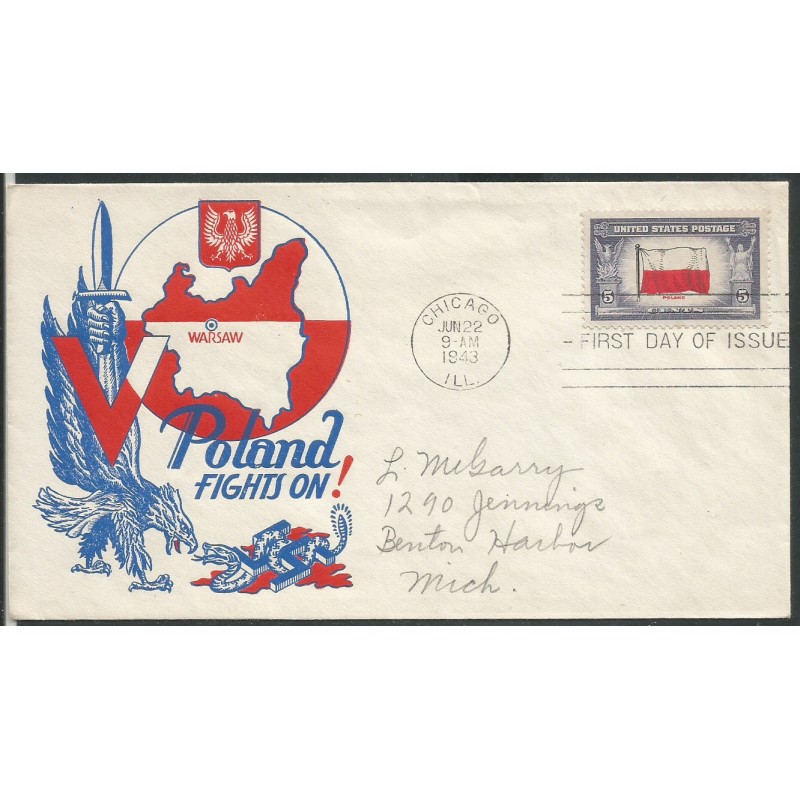 WARSAW
V
Poland
FIGHTS ON!
CHICAGO
JUN 22
9-AM
1943
ILL.
UNITED STATES POSTAGE
POLAND
5 CENTS 5
FIRST DAY OF ISSUE
L. McGarry
1290 Jennings
Benton Harbor
Mich.